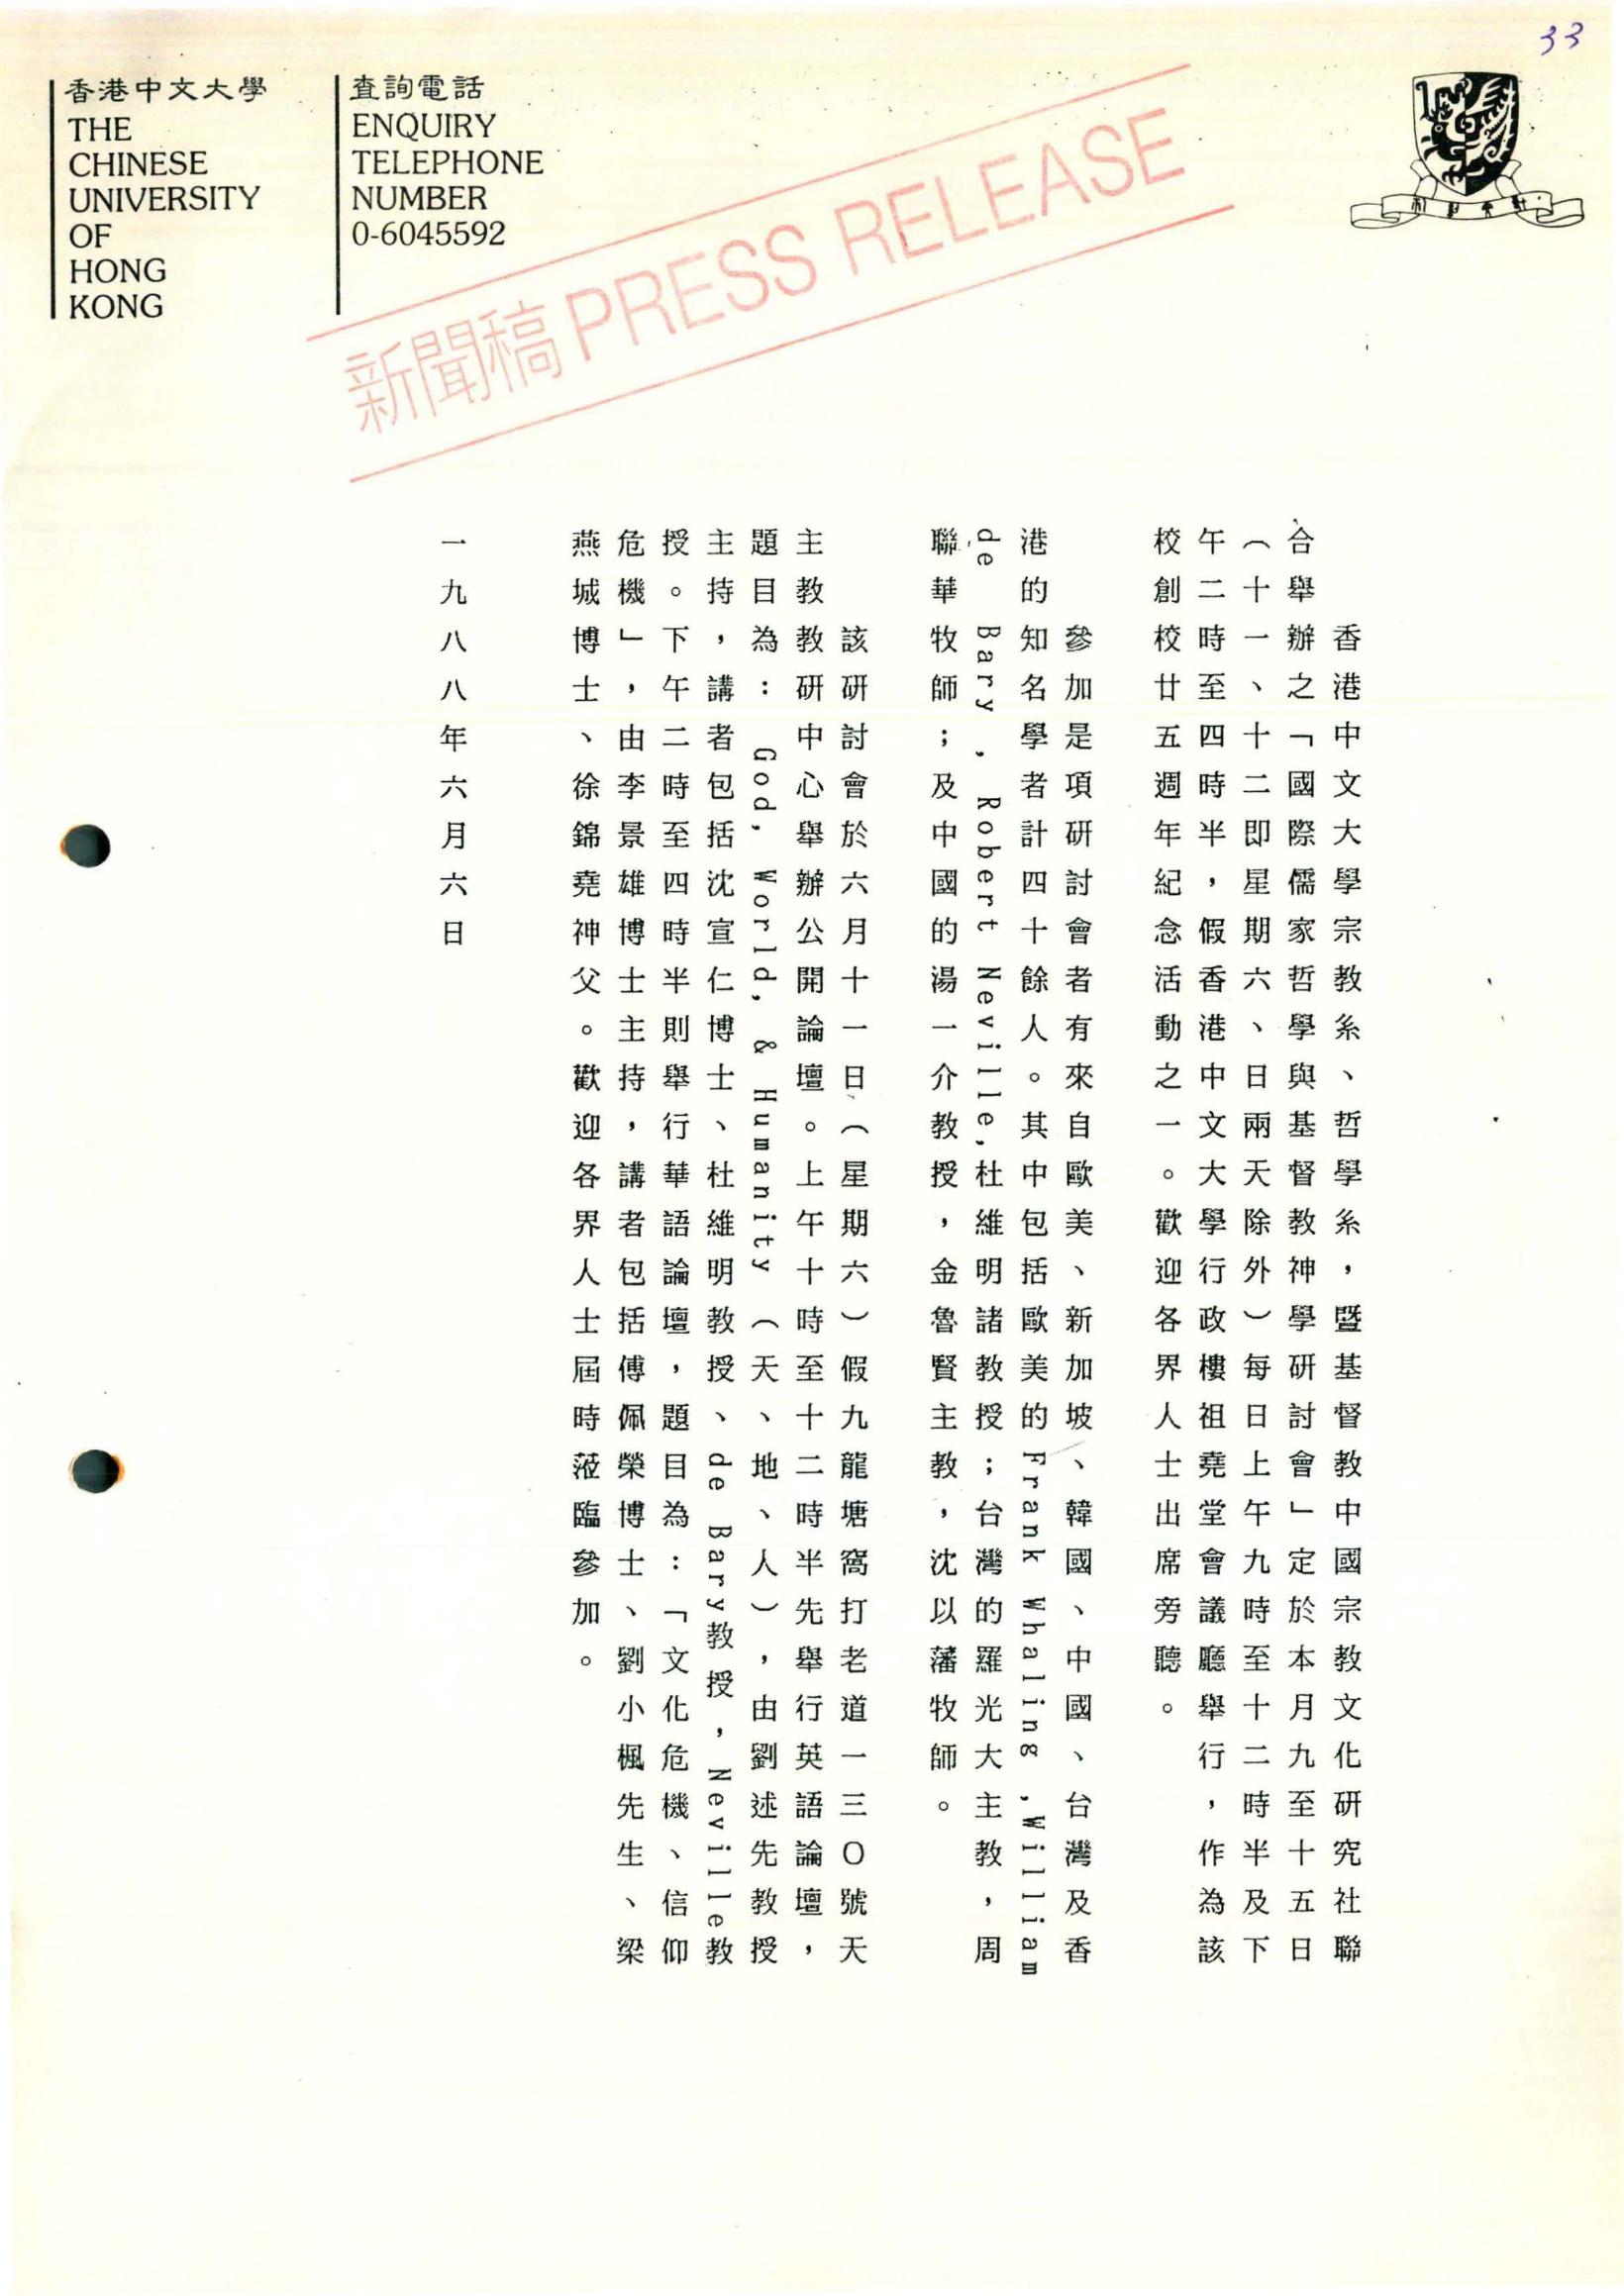 33
香港中文大學
THE
CHINESE
UNIVERSITY
OF
HONG
KONG
查詢電話
ENQUIRY
TELEPHONE
NUMBER
0-6045592
新聞稿 PRESS RELEASE
香港中文大學宗教系、哲學系，暨基督教中國宗教文化研究社聯
合舉辦之「國際儒家哲學與基督教神學研討會」定於本月九至十五日
（十一、十二即星期六、日兩天除外）每日上午九時至十二時半及下
午二時至四時半，假香港中文大學行政樓祖堯堂會議廳舉行，作為該
校創校廿五週年紀念活動之一。歡迎各界人士出席旁聽。
參加是項研討會者有來自歐美、新加坡、韓國、中國、台灣及香
港的知名學者計四十餘人。其中包括歐美的Frank Whaling ,William
de Bary , Robert Neville,杜維明諸教授；台灣的羅光大主教，周
聯華牧師；及中國的湯一介教授，金魯賢主教，沈以藩牧師。
該研討會於六月十一日（星期六）假九龍塘窩打老道一三〇號天
主教教研中心舉辦公開論壇。上午十時至十二時半先舉行英語論壇，
題目為：God, World, & Humanity（天、地、人），由劉述先教授
主持，講者包括沈宣仁博士、杜維明教授、de Bary教授，Neville教
授。下午二時至四時半則舉行華語論壇，題目為：「文化危機、信仰
危機」，由李景雄博士主持，講者包括傅佩榮博士、劉小楓先生、梁
燕城博士、徐錦堯神父。歡迎各界人士屆時蒞臨參加。
一九八八年六月六日